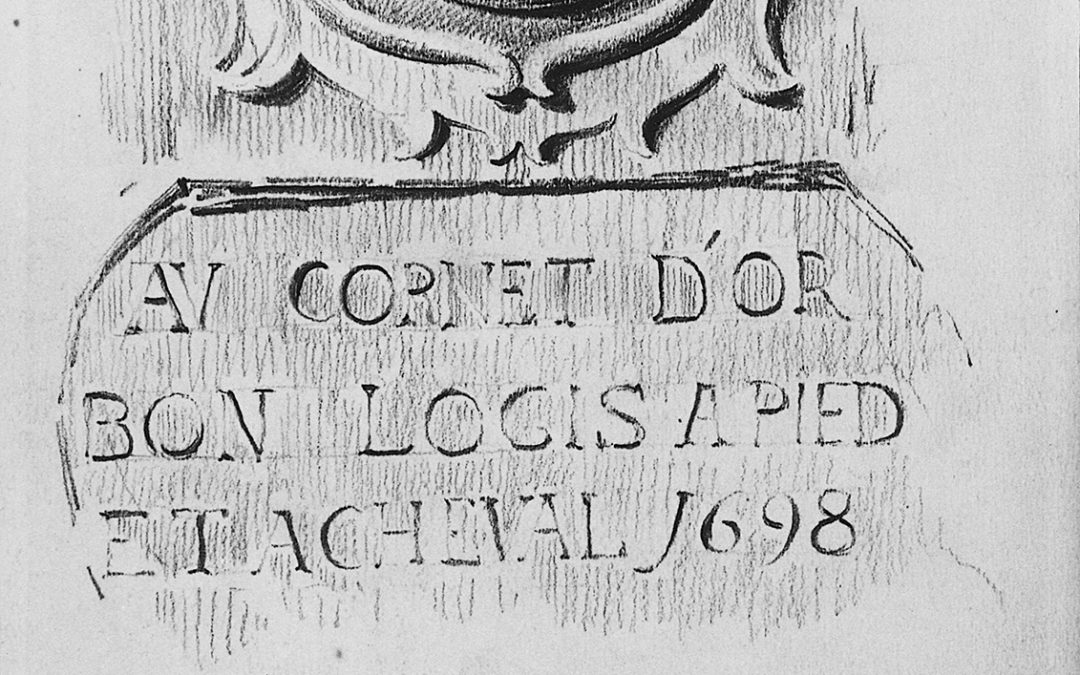 AV CORNET D'OR
BON LOGIS A PIED
ET A CHEVAL 1698